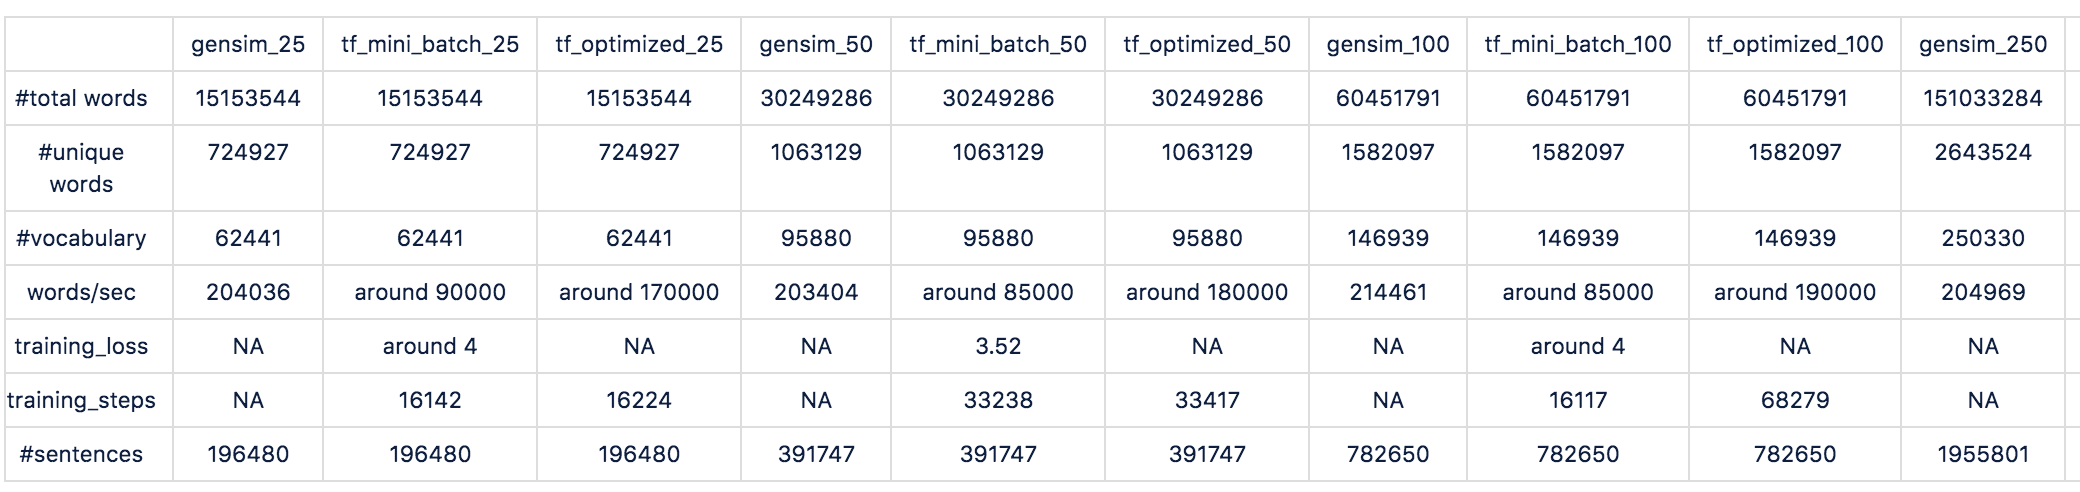 gensim_25 tf_mini_batch_25 tf_optimized_25 gensim_50 tf_mini_batch_50 tf_optimized_50 gensim_100 tf_mini_batch_100 tf_optimized_100 gensim_250
#total words 15153544 15153544 15153544 30249286 30249286 30249286 60451791 60451791 60451791 151033284
#unique words 724927 724927 724927 1063129 1063129 1063129 1582097 1582097 1582097 2643524
#vocabulary 62441 62441 62441 95880 95880 95880 146939 146939 146939 250330
words/sec 204036 around 90000 around 170000 203404 around 85000 around 180000 214461 around 85000 around 190000 204969
training_loss NA around 4 NA NA 3.52 NA NA around 4 NA NA
training_steps NA 16142 16224 NA 33238 33417 NA 16117 68279 NA
#sentences 196480 196480 196480 391747 391747 391747 782650 782650 782650 1955801